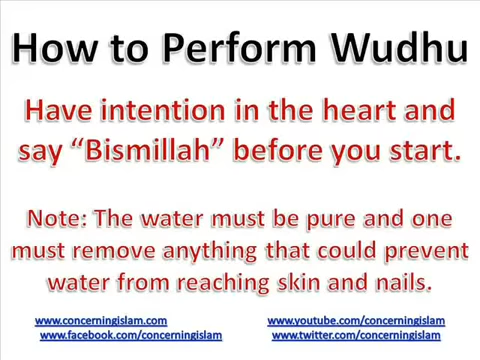 How to Perform Wudhu
Have intention in the heart and
say “Bismillah” before you start.
Note: The water must be pure and one
must remove anything that could prevent
water from reaching skin and nails.
www.concerningislam.com www.youtube.com/concerningislam
www.facebook.com/concerningislam www.twitter.com/concerningislam